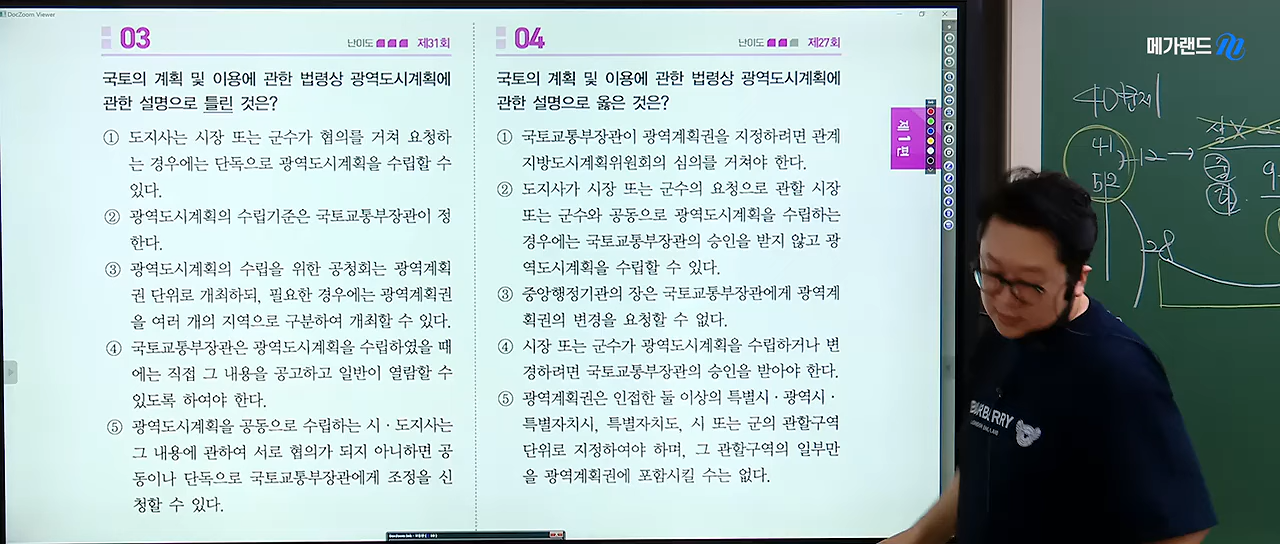 DocZoom Viewer
03
난이도 제31회
국토의 계획 및 이용에 관한 법령상 광역도시계획에
관한 설명으로 틀린 것은?
① 도지사는 시장 또는 군수가 협의를 거쳐 요청하
는 경우에는 단독으로 광역도시계획을 수립할 수
있다.
② 광역도시계획의 수립기준은 국토교통부장관이 정
한다.
③ 광역도시계획의 수립을 위한 공청회는 광역계획
권 단위로 개최하되, 필요한 경우에는 광역계획권
을 여러 개의 지역으로 구분하여 개최할 수 있다.
④ 국토교통부장관은 광역도시계획을 수립하였을 때
에는 직접 그 내용을 공고하고 일반이 열람할 수
있도록 하여야 한다.
⑤ 광역도시계획을 공동으로 수립하는 시·도지사는
그 내용에 관하여 서로 협의가 되지 아니하면 공
동이나 단독으로 국토교통부장관에게 조정을 신
청할 수 있다.
04
난이도 제27회
국토의 계획 및 이용에 관한 법령상 광역도시계획에
관한 설명으로 옳은 것은?
① 국토교통부장관이 광역계획권을 지정하려면 관계
지방도시계획위원회의 심의를 거쳐야 한다.
② 도지사가 시장 또는 군수의 요청으로 관할 시장
또는 군수와 공동으로 광역도시계획을 수립하는
경우에는 국토교통부장관의 승인을 받지 않고 광
역도시계획을 수립할 수 있다.
③ 중앙행정기관의 장은 국토교통부장관에게 광역계
획권의 변경을 요청할 수 없다.
④ 시장 또는 군수가 광역도시계획을 수립하거나 변
경하려면 국토교통부장관의 승인을 받아야 한다.
⑤ 광역계획권은 인접한 둘 이상의 특별시·광역시·
특별자치시, 특별자치도, 시 또는 군의 관할구역
단위로 지정하여야 하며, 그 관할구역의 일부만
을 광역계획권에 포함시킬 수는 없다.
제1편
메가랜드
40문제
41
12 →
52
28